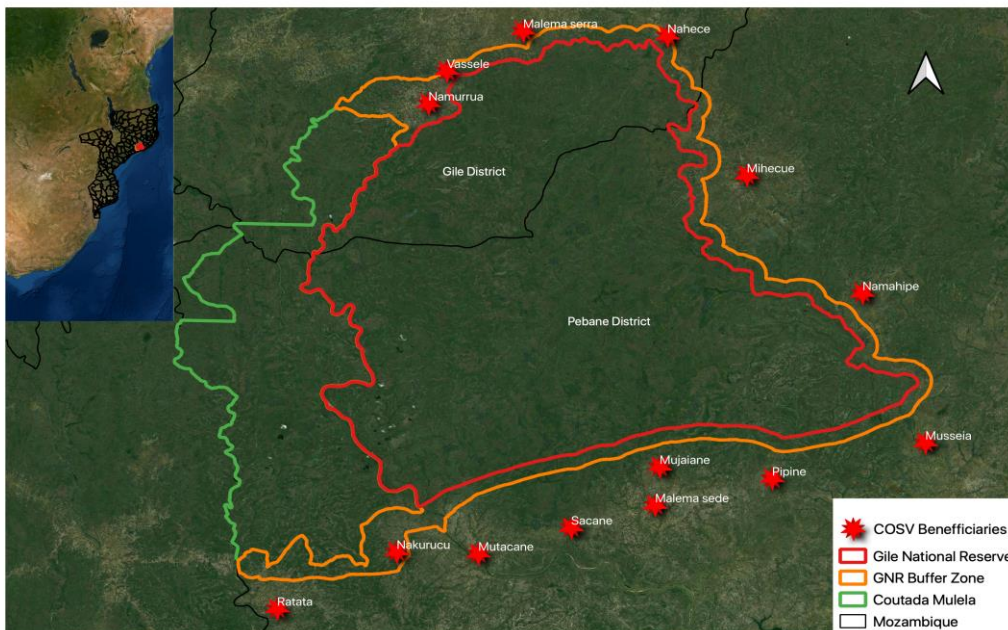 Malema serra
Nahece
Vassele
Namurrua
Gile District
Mihecue
Namahipe
Pebane District
Musseia
Mujaiane
Pipine
Malema sede
Sacane
Nakurucu
Mutacane
Ratata
COSV Benefficiaries
Gile National Reserve
GNR Buffer Zone
Coutada Mulela
Mozambique